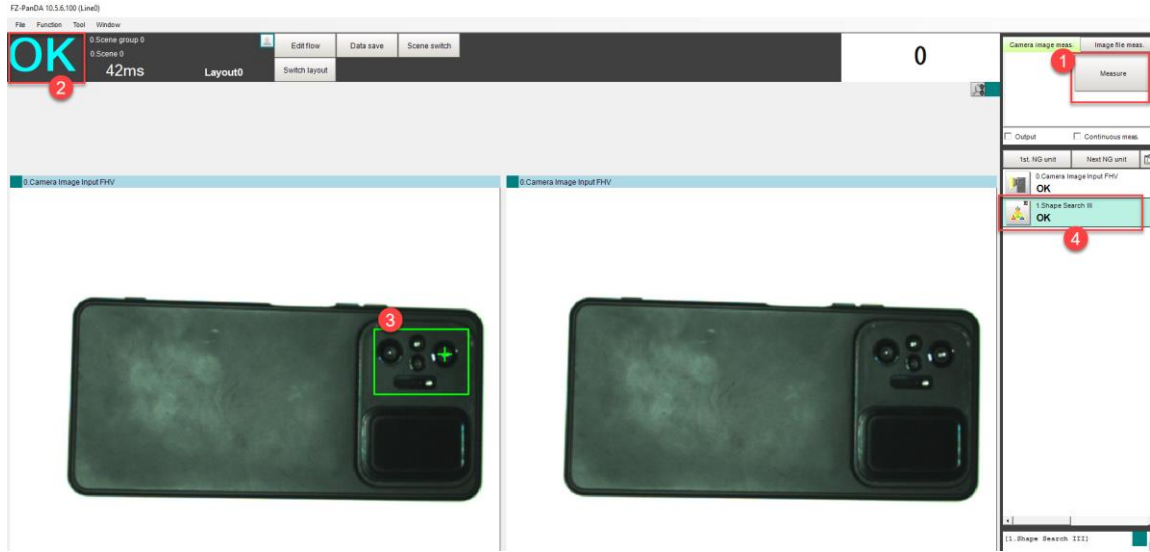 FZ-PanDA 10.5.6.100 (Line0)
File Function Tool Window
OK
0.Scene group 0
0.Scene 0
42ms
Layout0
Edit flow
Data save
Scene switch
Switch layout
0
2
Camera image meas.
Image file meas.
1
Measure
Output
Continuous meas.
1st. NG unit
Next NG unit
0.Camera Image Input FHV
OK
1.Shape Search III
OK
4
0.Camera Image Input FHV
0.Camera Image Input FHV
3
[1.Shape Search III]